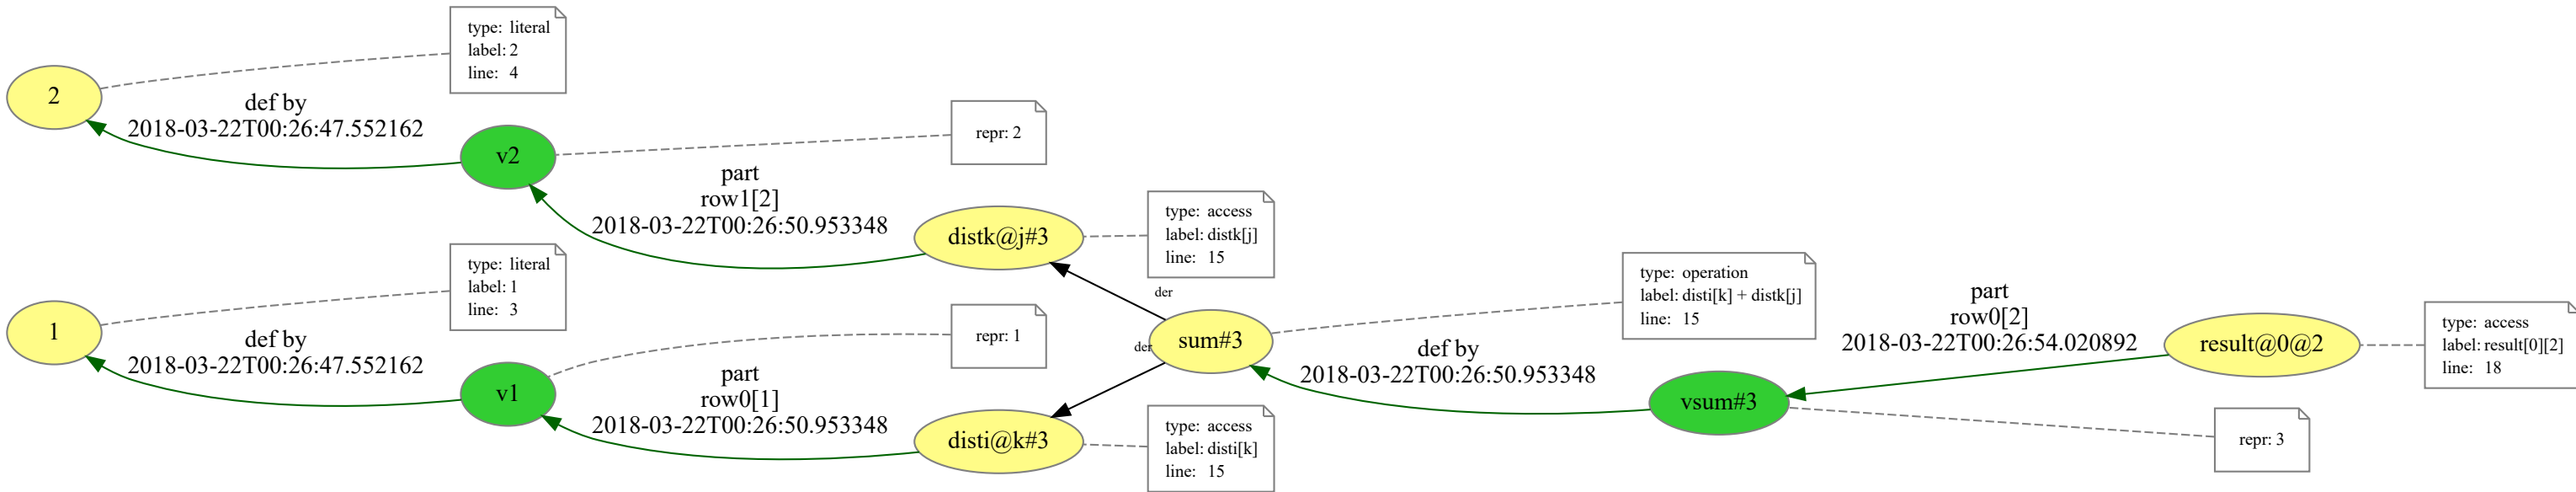 type: literal
label: 2
line: 4
2
def by
2018-03-22T00:26:47.552162
v2
repr: 2
part
row1[2]
2018-03-22T00:26:50.953348
distk@j#3
type: access
label: distk[j]
line: 15
type: literal
label: 1
line: 3
1
def by
2018-03-22T00:26:47.552162
v1
repr: 1
part
row0[1]
2018-03-22T00:26:50.953348
disti@k#3
type: access
label: disti[k]
line: 15
der
der
sum#3
type: operation
label: disti[k] + distk[j]
line: 15
def by
2018-03-22T00:26:50.953348
vsum#3
repr: 3
part
row0[2]
2018-03-22T00:26:54.020892
result@0@2
type: access
label: result[0][2]
line: 18